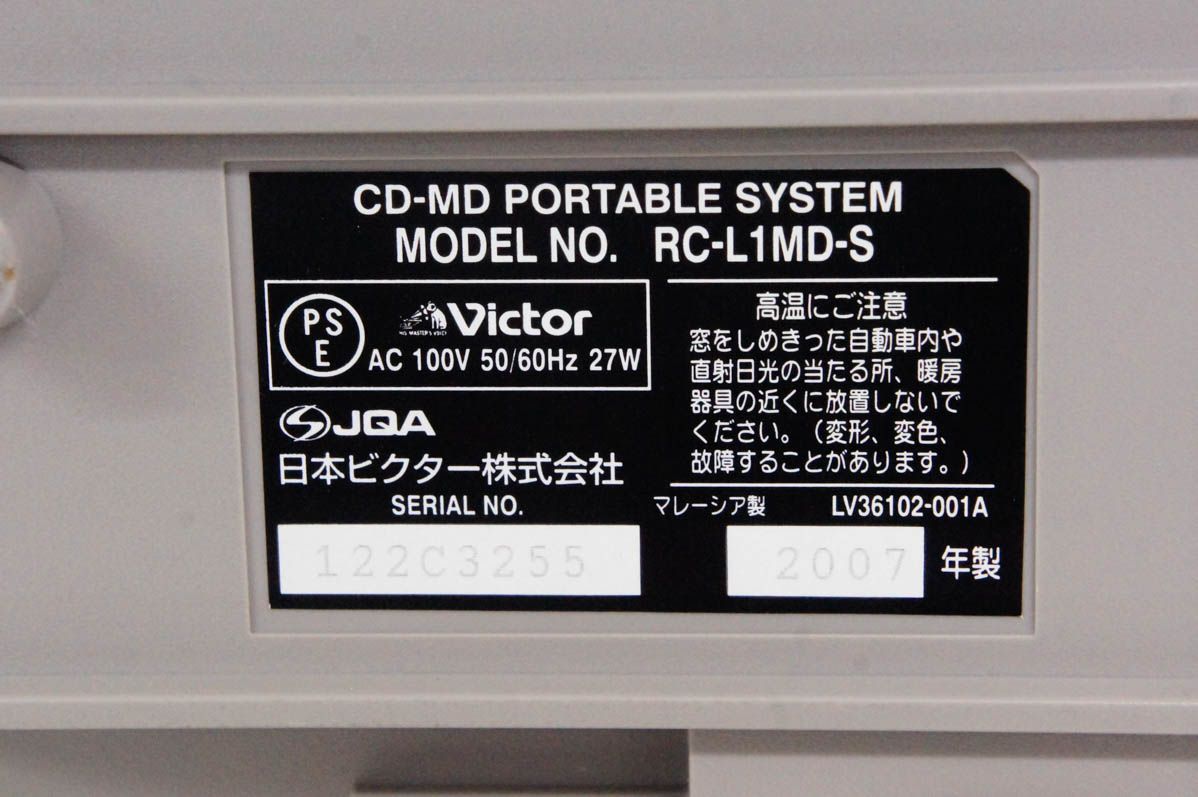 CD-MD PORTABLE SYSTEM
MODEL NO. RC-L1MD-S
PS
E
HIS MASTER'S VOICE
Victor
AC 100V 50/60Hz 27W
JQA
日本ビクター株式会社
SERIAL NO.
122C3255
高温にご注意
窓をしめきった自動車内や
直射日光の当たる所、暖房
器具の近くに放置しないで
ください。(変形、変色、
故障することがあります。)
マレーシア製 LV36102-001A
2007 年製